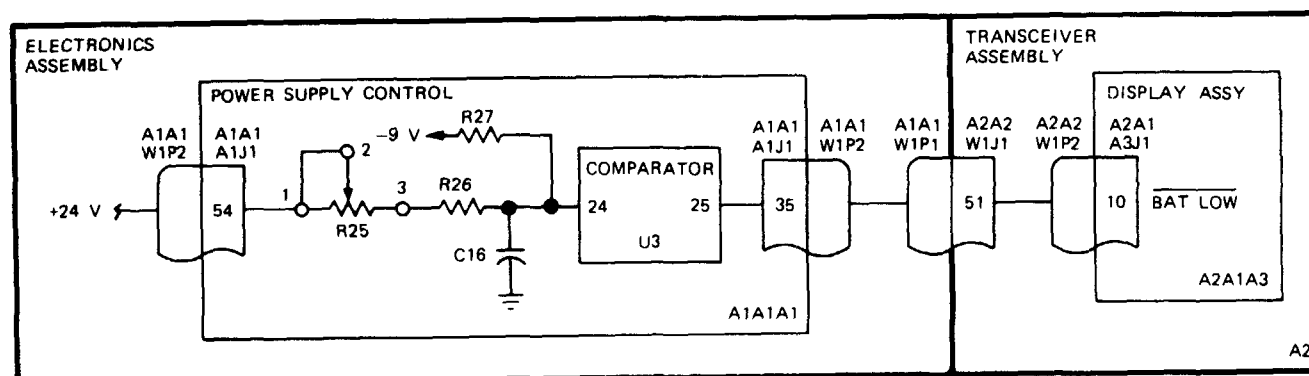 ELECTRONICS
ASSEMBLY
TRANSCEIVER
ASSEMBLY
POWER SUPPLY CONTROL
DISPLAY ASSY
A1A1
W1P2
A1A1
A1J1
−9 V
R27
A1A1
A1J1
A1A1
W1P2
A1A1
W1P1
A2A2
W1J1
A2A2
W1P2
A2A1
A3J1
+24 V
54
1
2
R25
3
R26
C16
COMPARATOR
24
25
U3
35
51
10
BAT LOW
A1A1A1
A2A1A3
A2